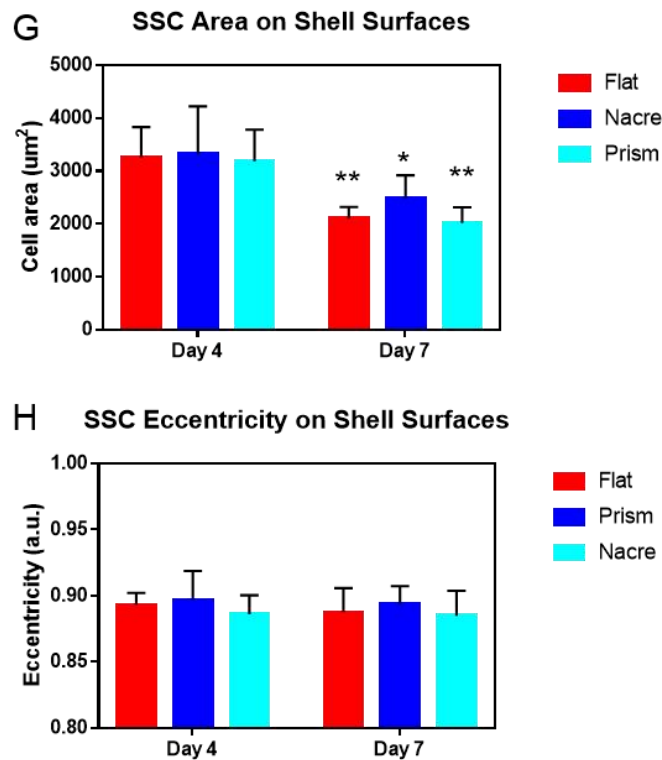 G
SSC Area on Shell Surfaces
5000
4000
3000
2000
1000
0
Cell area (um²)
** * **
Day 4 Day 7
Flat
Nacre
Prism
H
SSC Eccentricity on Shell Surfaces
1.00
0.95
0.90
0.85
0.80
Eccentricity (a.u.)
Day 4 Day 7
Flat
Prism
Nacre